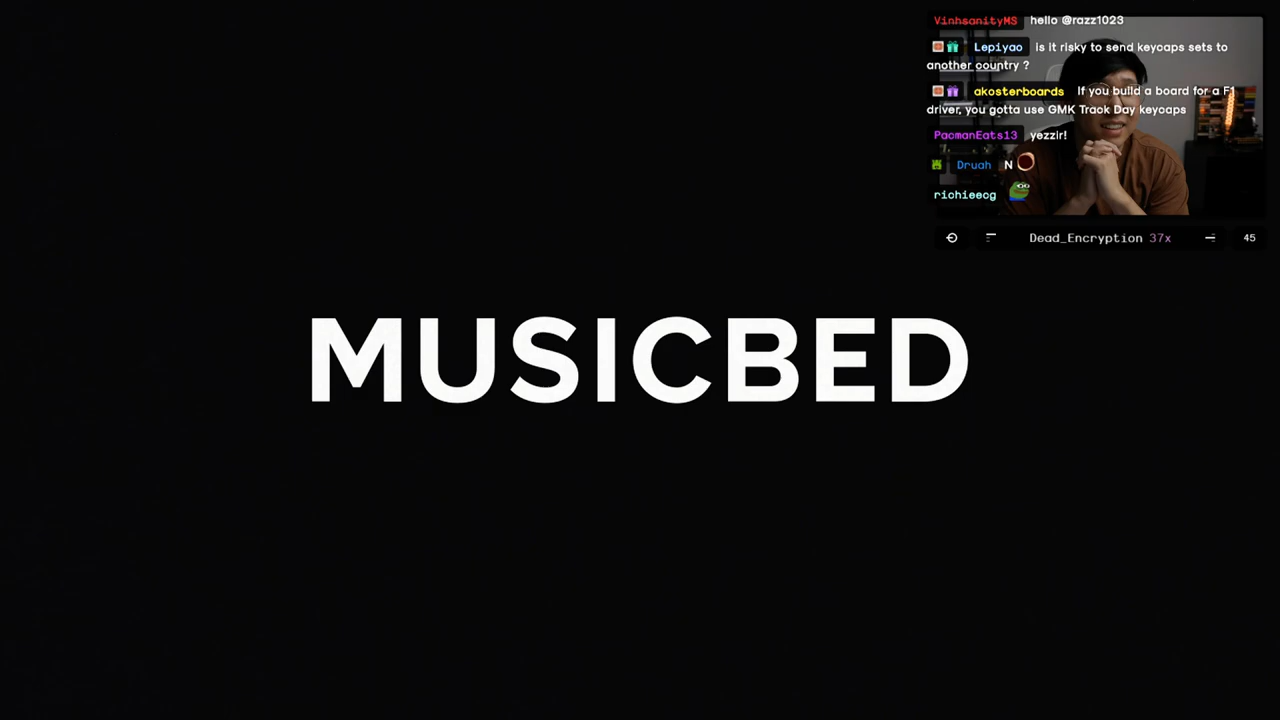 VinhsanityMS hello @razz1023
Lepiyao is it risky to send keycaps sets to
another country ?
akosterboards If you build a board for a F1
driver, you gotta use GMK Track Day keycaps
PacmanEats13 yezzir!
Druah N
richieecg
Dead_Encryption 37x 45
MUSICBED